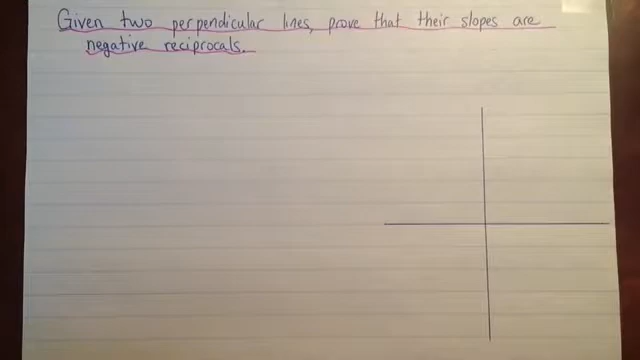 Given two perpendicular lines, prove that their slopes are
negative reciprocals.